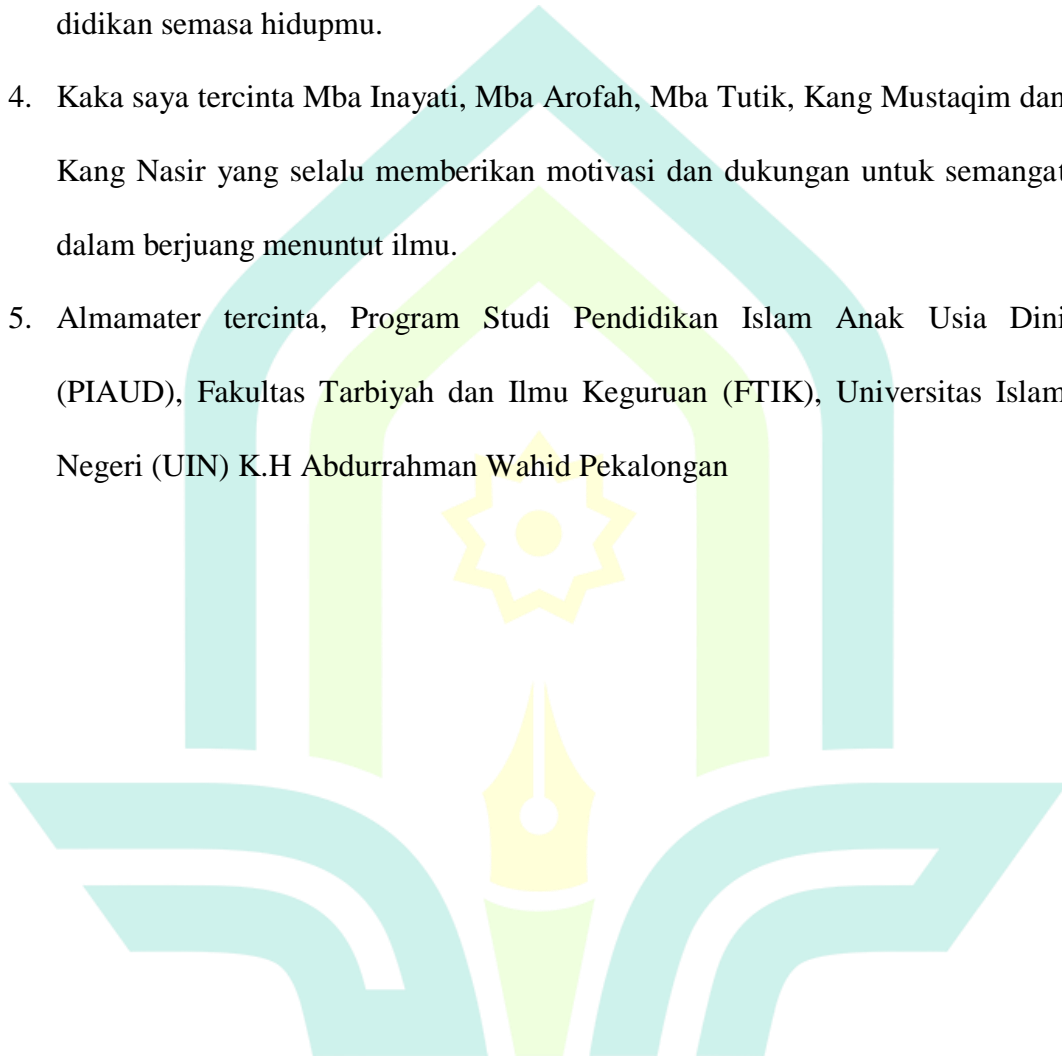 didikan semasa hidupmu.
4. Kaka saya tercinta Mba Inayati, Mba Arofah, Mba Tutik, Kang Mustaqim dan
Kang Nasir yang selalu memberikan motivasi dan dukungan untuk semangat
dalam berjuang menuntut ilmu.
5. Almamater tercinta, Program Studi Pendidikan Islam Anak Usia Dini
(PIAUD), Fakultas Tarbiyah dan Ilmu Keguruan (FTIK), Universitas Islam
Negeri (UIN) K.H Abdurrahman Wahid Pekalongan